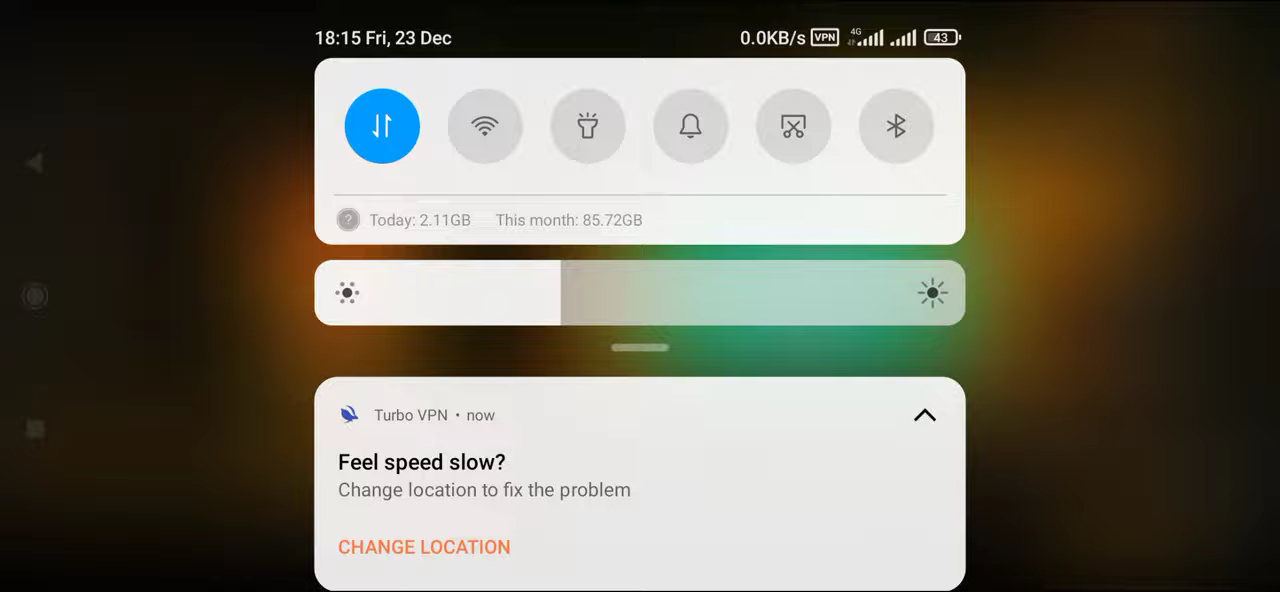 18:15 Fri, 23 Dec 0.0KB/s VPN 4G 43
? Today: 2.11GB This month: 85.72GB
Turbo VPN • now
Feel speed slow?
Change location to fix the problem
CHANGE LOCATION